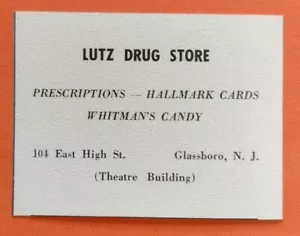 LUTZ DRUG STORE
PRESCRIPTIONS -- HALLMARK CARDS
WHITMAN'S CANDY
104 East High St. Glassboro, N. J.
(Theatre Building)